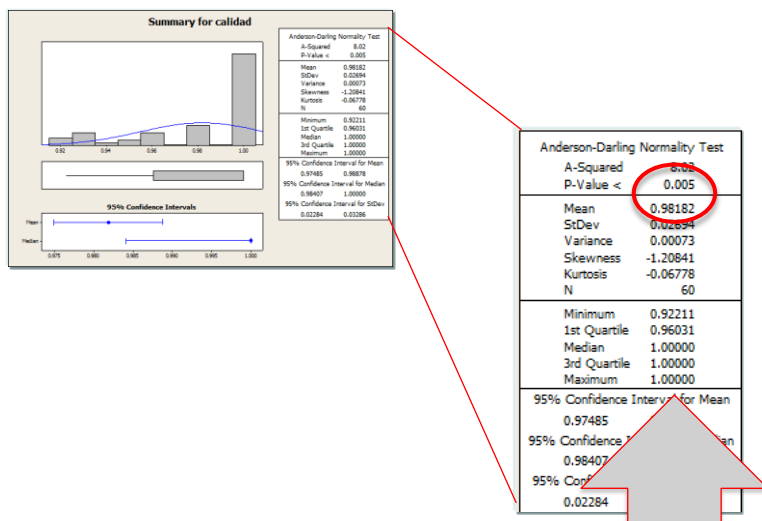 Summary for calidad
Anderson-Darling Normality Test
A-Squared 8.02
P-Value < 0.005
Mean 0.98182
StDev 0.02694
Variance 0.00073
Skewness -1.20841
Kurtosis -0.06778
N 60
Minimum 0.92211
1st Quartile 0.96031
Median 1.00000
3rd Quartile 1.00000
Maximum 1.00000
95% Confidence Interval for Mean
0.97485 0.98878
95% Confidence Interval for Median
0.98407 1.00000
95% Confidence Interval for StDev
0.02284 0.03286
0.92 0.94 0.96 0.98 1.00
95% Confidence Intervals
Mean
Median
0.975 0.980 0.985 0.990 0.995 1.000
Anderson-Darling Normality Test
A-Squared 8.02
P-Value < 0.005
Mean 0.98182
StDev 0.02694
Variance 0.00073
Skewness -1.20841
Kurtosis -0.06778
N 60
Minimum 0.92211
1st Quartile 0.96031
Median 1.00000
3rd Quartile 1.00000
Maximum 1.00000
95% Confidence Interval for Mean
0.97485
95% Confidence
0.98407
95%
0.02284